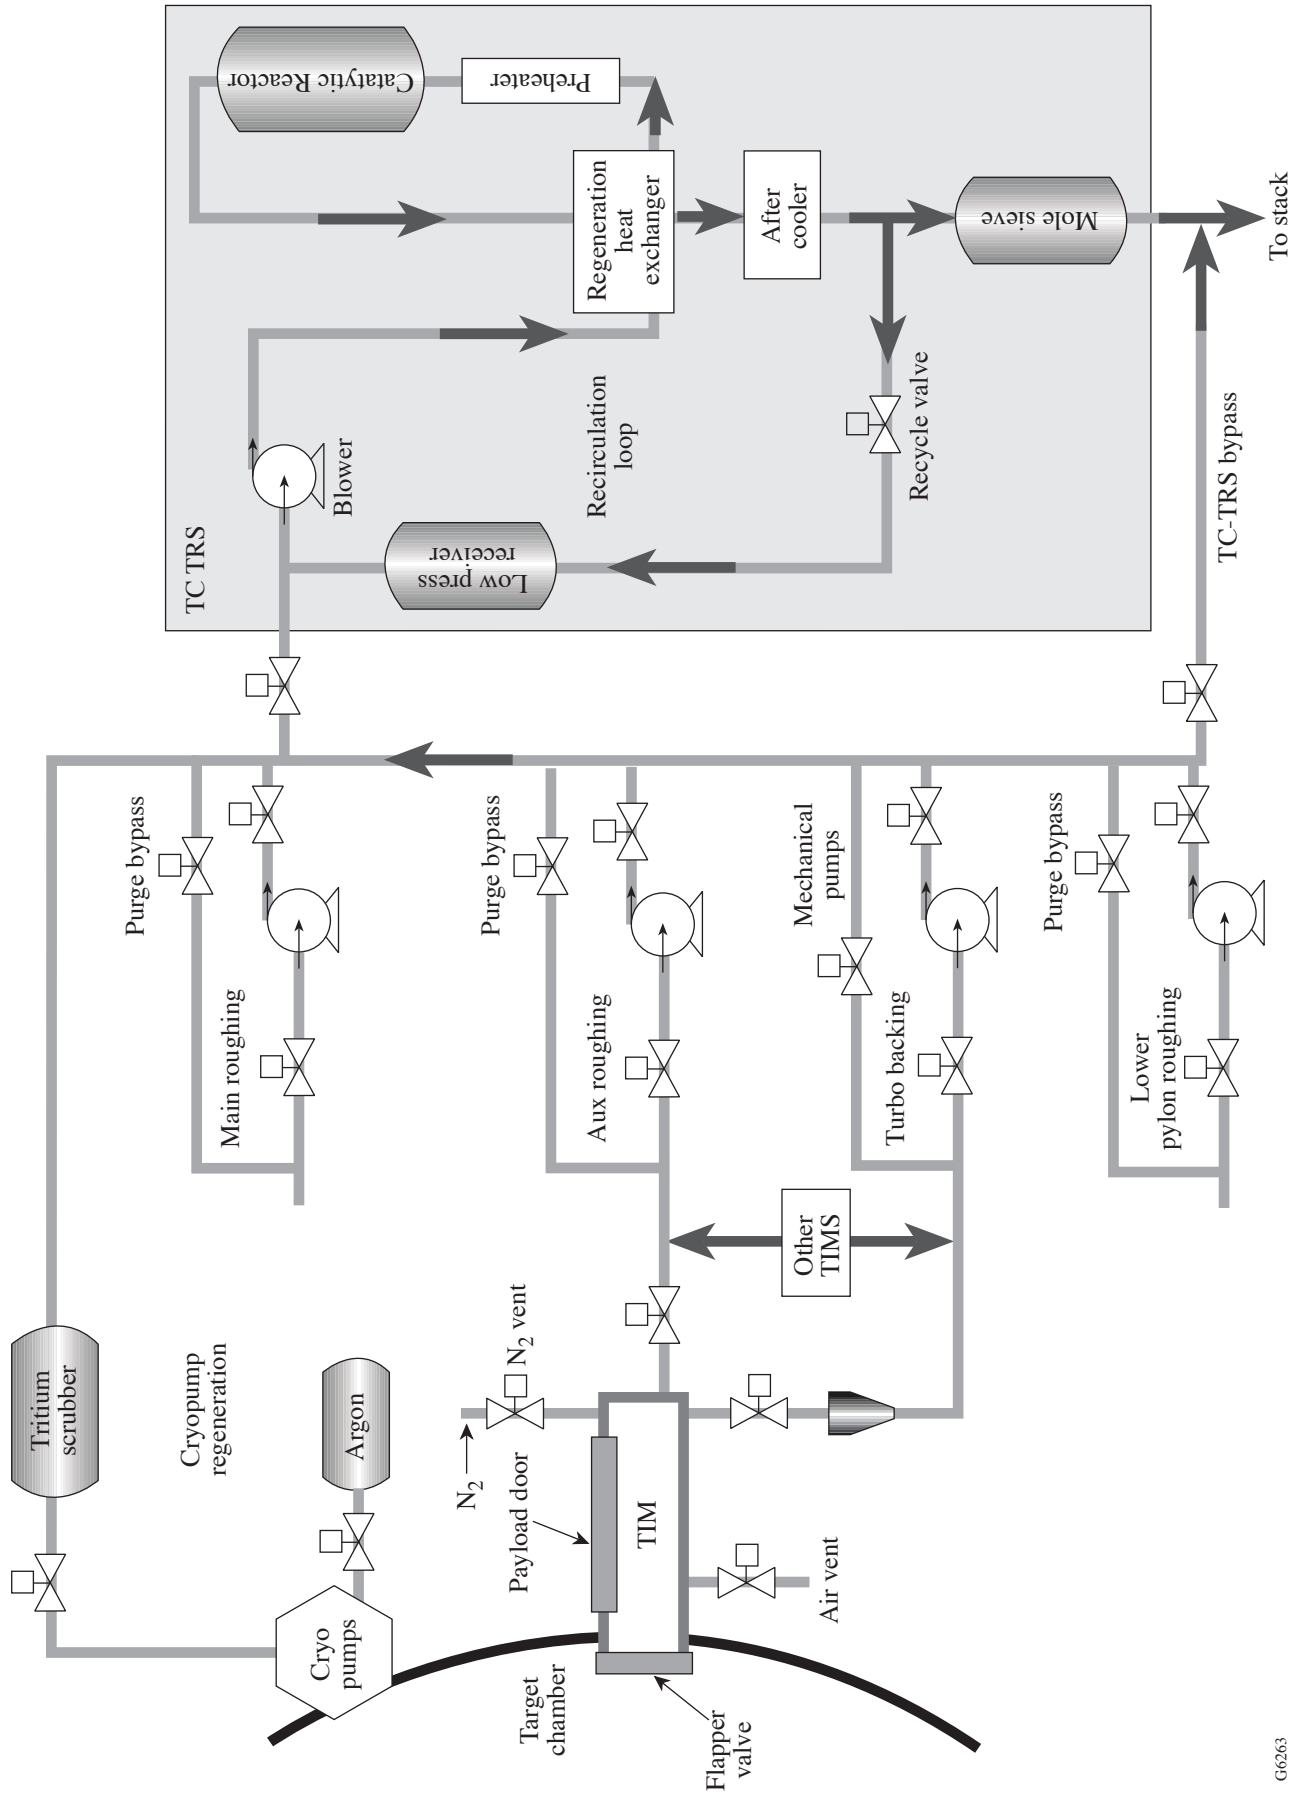 Tritium
scrubber
Cryopump
regeneration
Argon
Cryo
pumps
Target
chamber
Flapper
valve
Payload door
TIM
N2
N2 vent
Air vent
Other
TIMS
Purge bypass
Main roughing
Purge bypass
Aux roughing
Mechanical
pumps
Turbo backing
Purge bypass
Lower
pylon roughing
TC TRS
Blower
Low press
receiver
Recirculation
loop
Recycle valve
Catatytic Reactor
Preheater
Regeneration
heat
exchanger
After
cooler
Mole sieve
TC-TRS bypass
To stack
G6263